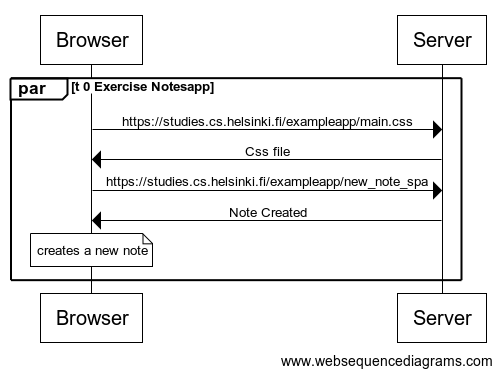 Browser Server
par [t 0 Exercise Notesapp]
https://studies.cs.helsinki.fi/exampleapp/main.css
Css file
https://studies.cs.helsinki.fi/exampleapp/new_note_spa
Note Created
creates a new note
Browser Server
www.websequencediagrams.com